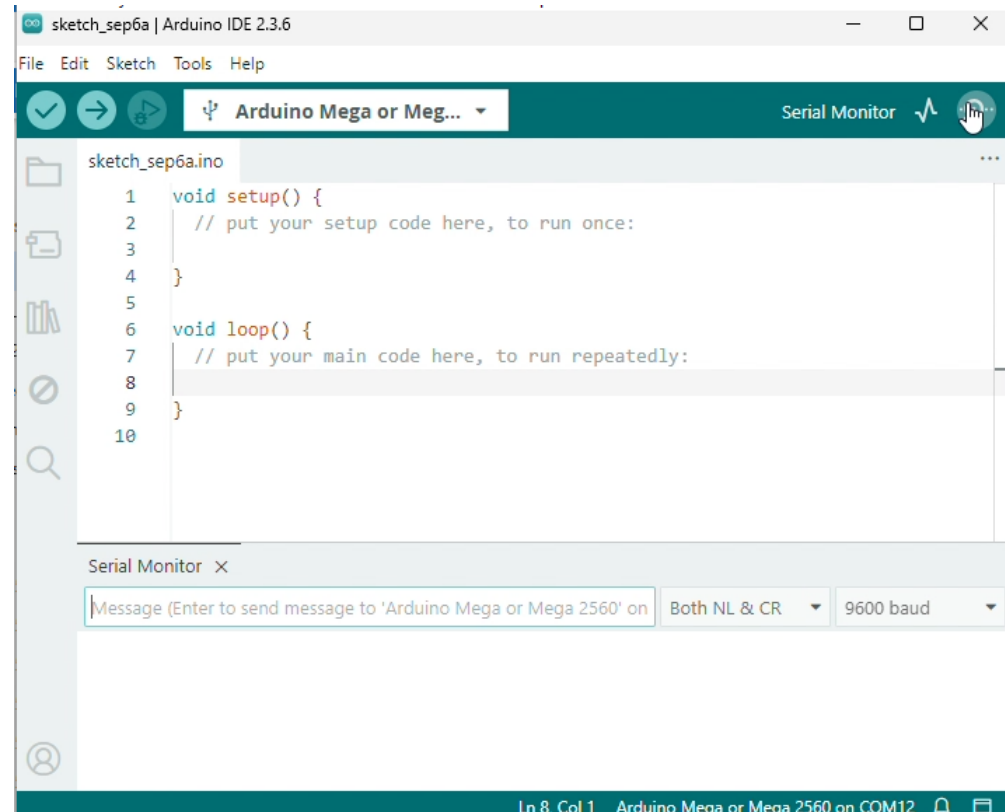 sketch_sep6a | Arduino IDE 2.3.6
File Edit Sketch Tools Help
Arduino Mega or Meg...
Serial Monitor
sketch_sep6a.ino
...
1 void setup() {
2 // put your setup code here, to run once:
3
4 }
5
6 void loop() {
7 // put your main code here, to run repeatedly:
8
9 }
10
Serial Monitor
Message (Enter to send message to 'Arduino Mega or Mega 2560' on
Both NL & CR
9600 baud
Ln 8, Col 1 Arduino Mega or Mega 2560 on COM12